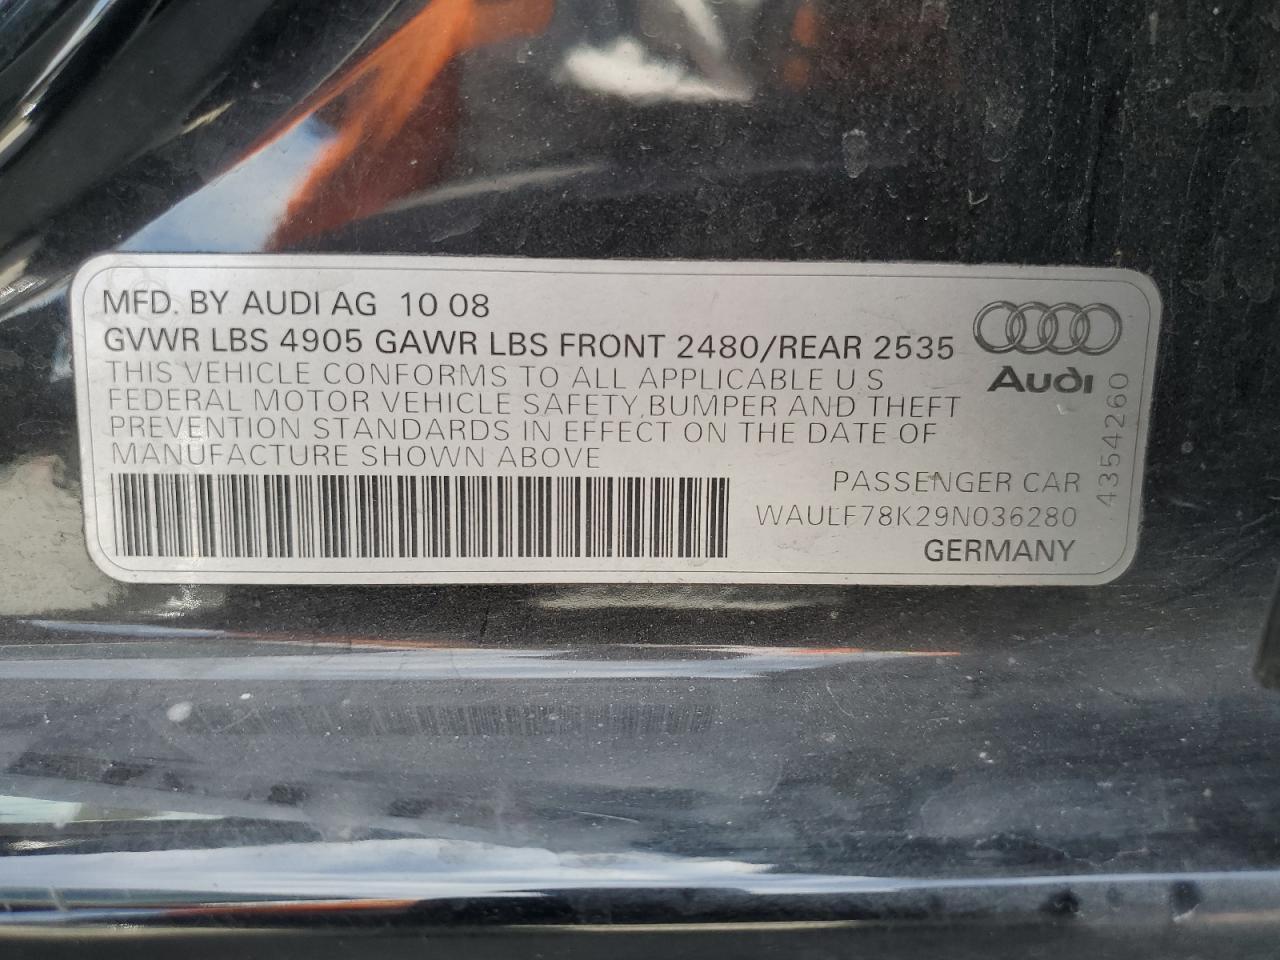 MFD. BY AUDI AG 10 08
GVWR LBS 4905 GAWR LBS FRONT 2480/REAR 2535
THIS VEHICLE CONFORMS TO ALL APPLICABLE U.S
FEDERAL MOTOR VEHICLE SAFETY, BUMPER AND THEFT
PREVENTION STANDARDS IN EFFECT ON THE DATE OF
MANUFACTURE SHOWN ABOVE
Audi
4354260
PASSENGER CAR
WAULF78K29N036280
GERMANY